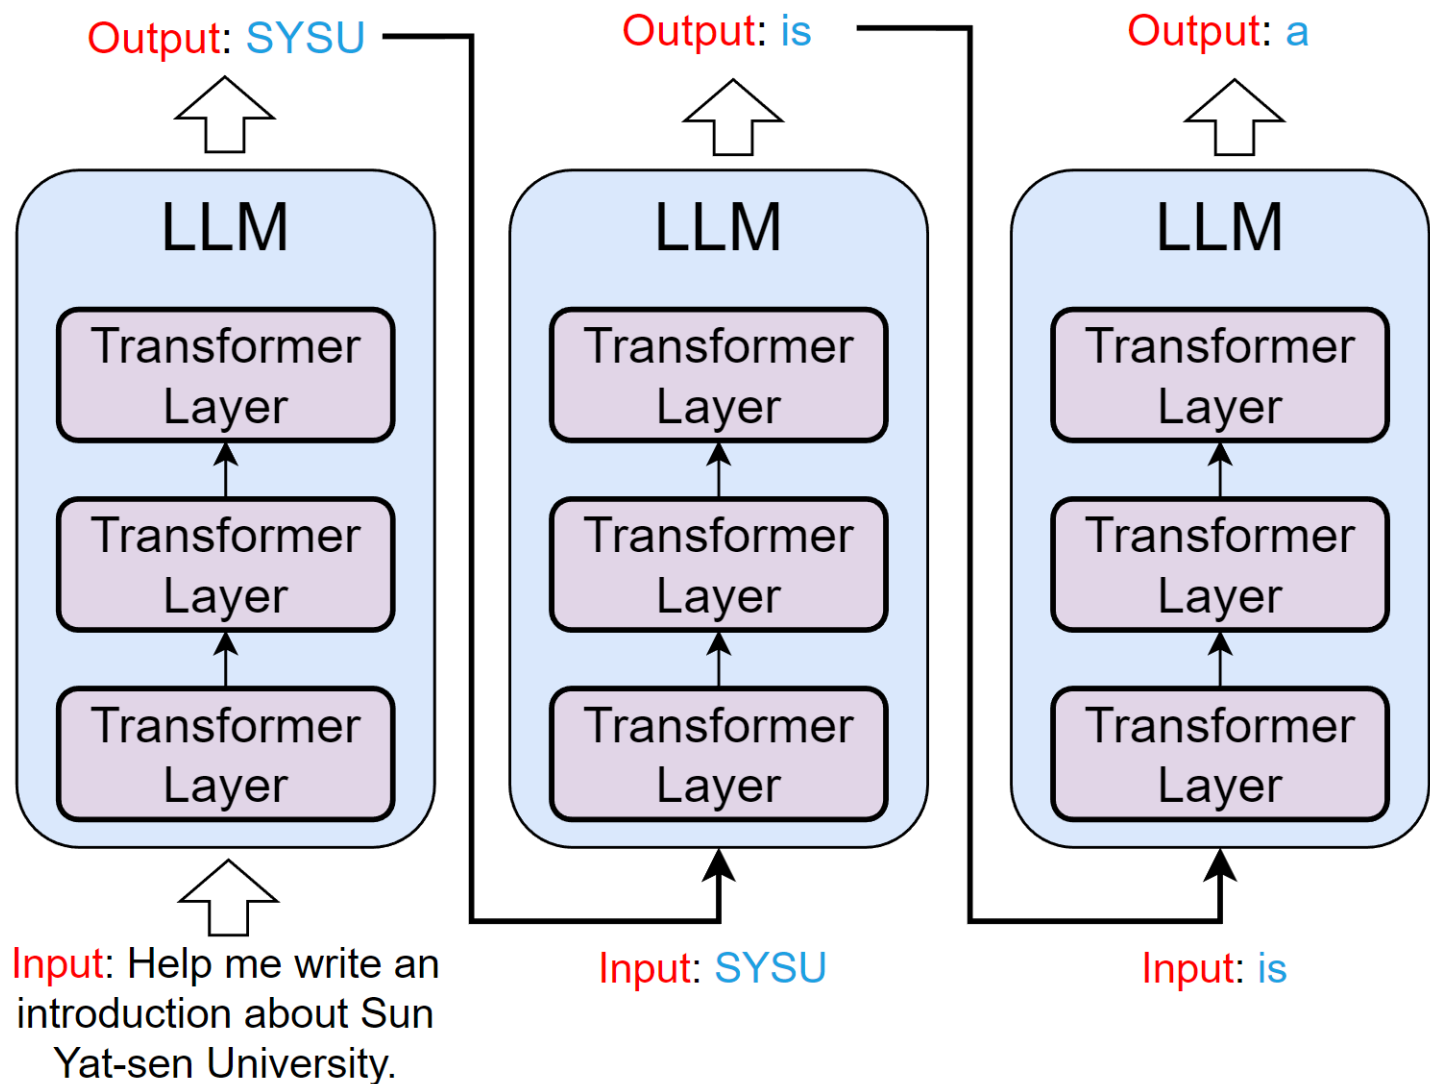 Output: SYSU
LLM
Transformer
Layer
Transformer
Layer
Transformer
Layer
Input: Help me write an
introduction about Sun
Yat-sen University.
Output: is
LLM
Transformer
Layer
Transformer
Layer
Transformer
Layer
Input: SYSU
Output: a
LLM
Transformer
Layer
Transformer
Layer
Transformer
Layer
Input: is